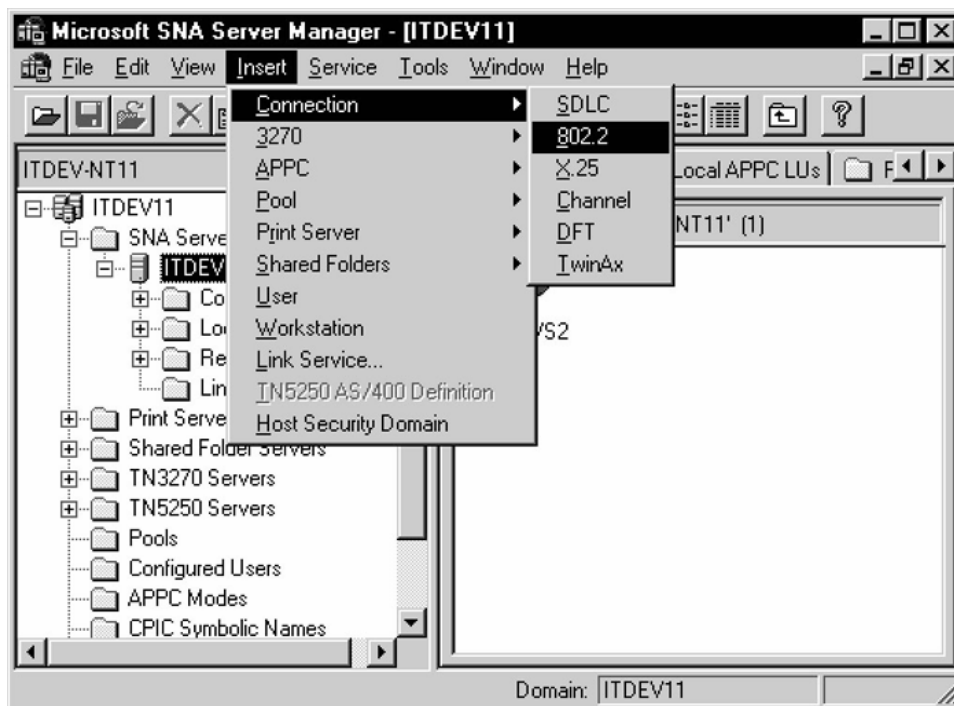 Microsoft SNA Server Manager - [ITDEV11]
File Edit View Insert Service Tools Window Help
Connection
3270
APPC
Pool
Print Server
Shared Folders
User
Workstation
Link Service...
TN5250 AS/400 Definition
Host Security Domain
SDLC
802.2
X.25
Channel
DFT
TwinAx
ITDEV-NT11
Local APPC LUs
NT11' (1)
ITDEV11
SNA Serve
ITDEV
Co
Lo
Re
Lin
Print Serve
Shared Folder Servers
TN3270 Servers
TN5250 Servers
Pools
Configured Users
APPC Modes
CPIC Symbolic Names
VS2
Domain: ITDEV11